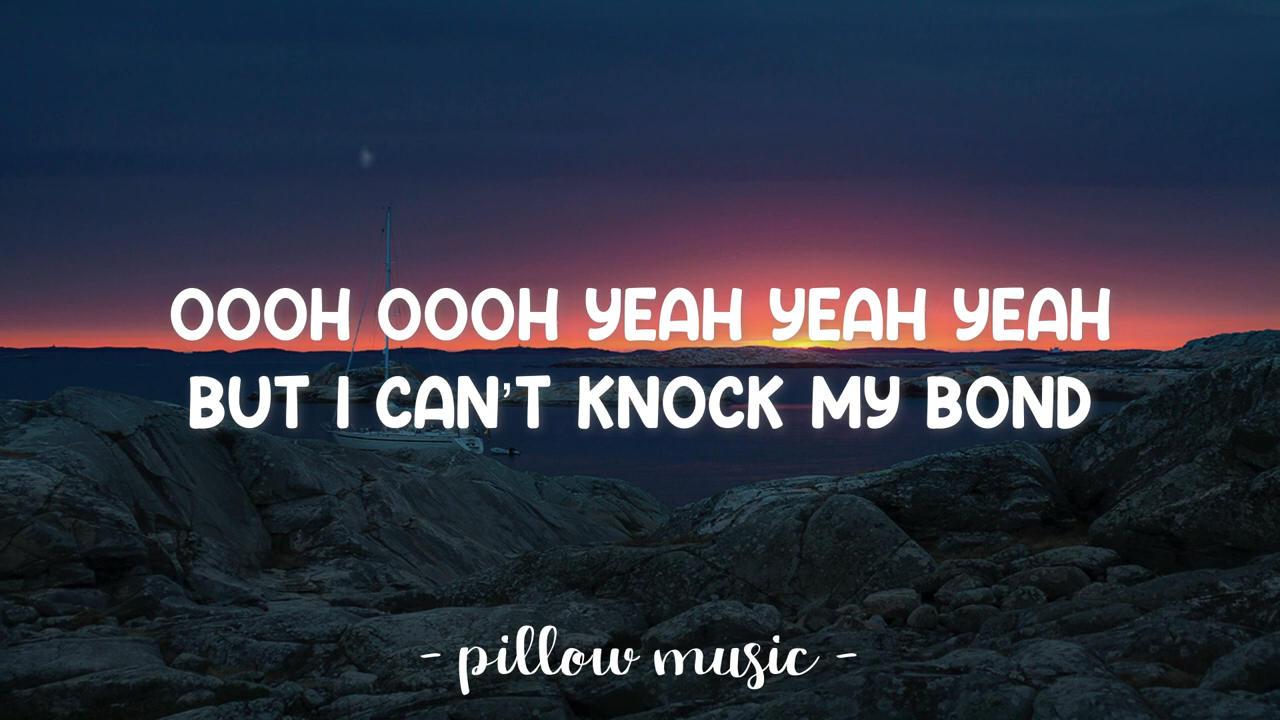 OOOH OOOH YEAH YEAH YEAH
BUT I CAN'T KNOCK MY BOND
- pillow music -